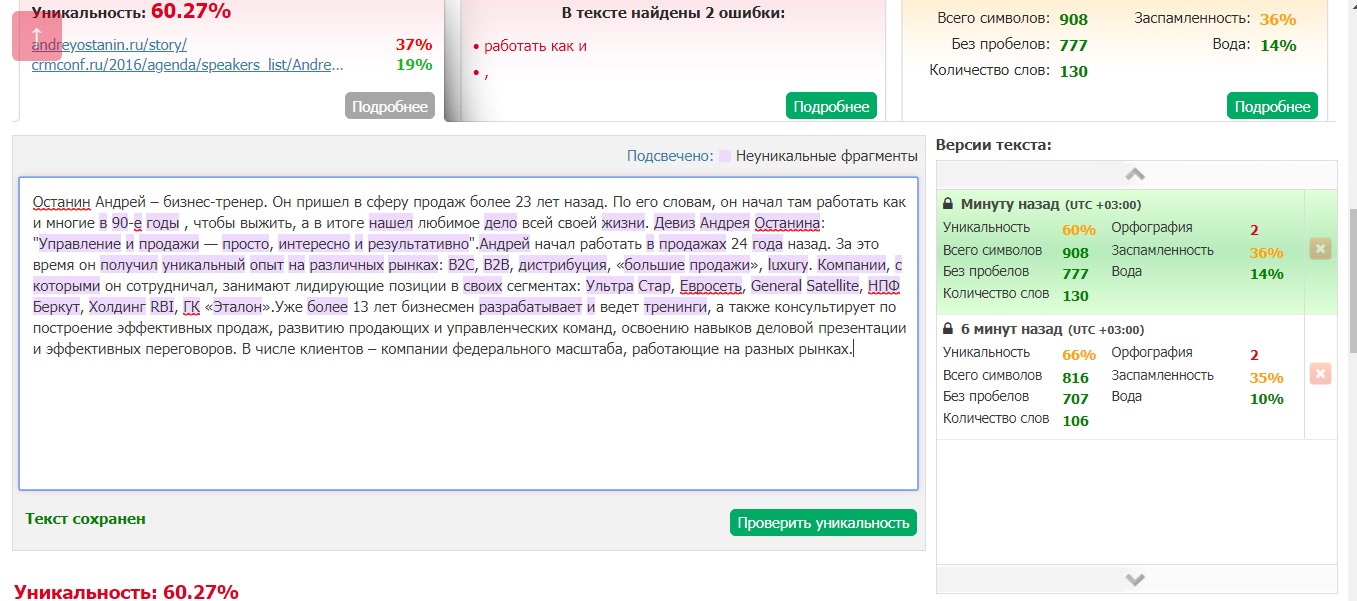 Уникальность: 60.27%
andreyostanin.ru/story/ 37%
crmconf.ru/2016/agenda/speakers_list/Andre... 19%
Подробнее
В тексте найдены 2 ошибки:
• работать как и
• ,
Подробнее
Всего символов: 908 Заспамленность: 36%
Без пробелов: 777 Вода: 14%
Количество слов: 130
Подробнее
Подсвечено: Неуникальные фрагменты
Останин Андрей – бизнес-тренер. Он пришел в сферу продаж более 23 лет назад. По его словам, он начал там работать как
и многие в 90-е годы , чтобы выжить, а в итоге нашел любимое дело всей своей жизни. Девиз Андрея Останина:
"Управление и продажи — просто, интересно и результативно".Андрей начал работать в продажах 24 года назад. За это
время он получил уникальный опыт на различных рынках: B2C, B2B, дистрибуция, «большие продажи», luxury. Компании, с
которыми он сотрудничал, занимают лидирующие позиции в своих сегментах: Ультра Стар, Евросеть, General Satellite, НПФ
Беркут, Холдинг RBI, ГК «Эталон».Уже более 13 лет бизнесмен разрабатывает и ведет тренинги, а также консультирует по
построение эффективных продаж, развитию продающих и управленческих команд, освоению навыков деловой презентации
и эффективных переговоров. В числе клиентов – компании федерального масштаба, работающие на разных рынках.
Текст сохранен
Проверить уникальность
Версии текста:
Минуту назад (UTC +03:00)
Уникальность 60% Орфография 2
Всего символов 908 Заспамленность 36%
Без пробелов 777 Вода 14%
Количество слов 130
6 минут назад (UTC +03:00)
Уникальность 66% Орфография 2
Всего символов 816 Заспамленность 35%
Без пробелов 707 Вода 10%
Количество слов 106
Уникальность: 60.27%